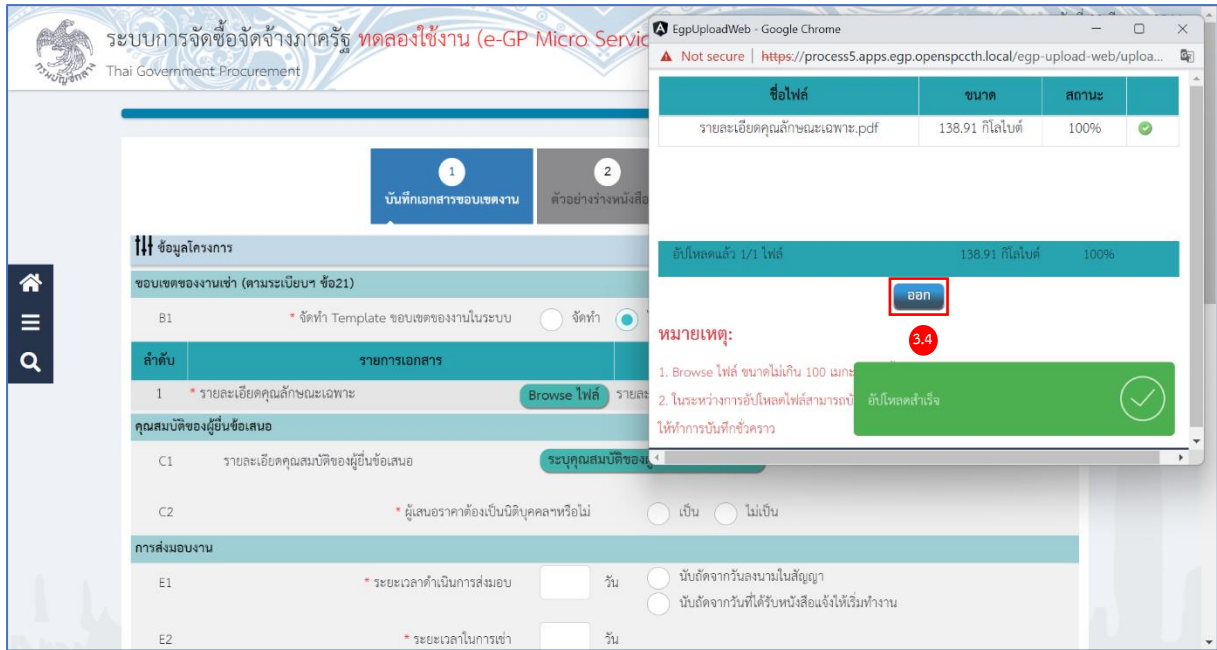 ระบบการจัดซื้อจัดจ้างภาครัฐ ทดลองใช้งาน (e-GP Micro Servic
Thai Government Procurement
EgpUploadWeb - Google Chrome
Not secure | https://process5.apps.egp.openspccth.local/egp-upload-web/uploa...
ชื่อไฟล์ ขนาด สถานะ
รายละเอียดคุณลักษณะเฉพาะ.pdf 138.91 กิโลไบต์ 100%
อัปโหลดแล้ว 1/1 ไฟล์ 138.91 กิโลไบต์ 100%
ออก
3.4
หมายเหตุ:
1. Browse ไฟล์ ขนาดไม่เกิน 100 เมกะ
2. ในระหว่างการอัปโหลดไฟล์สามารถ
ให้ทำการบันทึกชั่วคราว
อัปโหลดสำเร็จ
1
บันทึกเอกสารขอบเขตงาน
2
ตัวอย่างร่างหนังสือ
ข้อมูลโครงการ
ขอบเขตของงานเช่า (ตามระเบียบฯ ข้อ21)
B1 * จัดทำ Template ขอบเขตของงานในระบบ จัดทำ
ลำดับ รายการเอกสาร
1 * รายละเอียดคุณลักษณะเฉพาะ Browse ไฟล์ รายละ
คุณสมบัติของผู้ยื่นข้อเสนอ
C1 รายละเอียดคุณสมบัติของผู้ยื่นข้อเสนอ ระบุคุณสมบัติของผู้
C2 * ผู้เสนอราคาต้องเป็นนิติบุคคลฯหรือไม่ เป็น ไม่เป็น
การส่งมอบงาน
E1 * ระยะเวลาดำเนินการส่งมอบ วัน นับถัดจากวันลงนามในสัญญา
นับถัดจากวันที่ได้รับหนังสือแจ้งให้เริ่มทำงาน
E2 * ระยะเวลาในการเช่า วัน